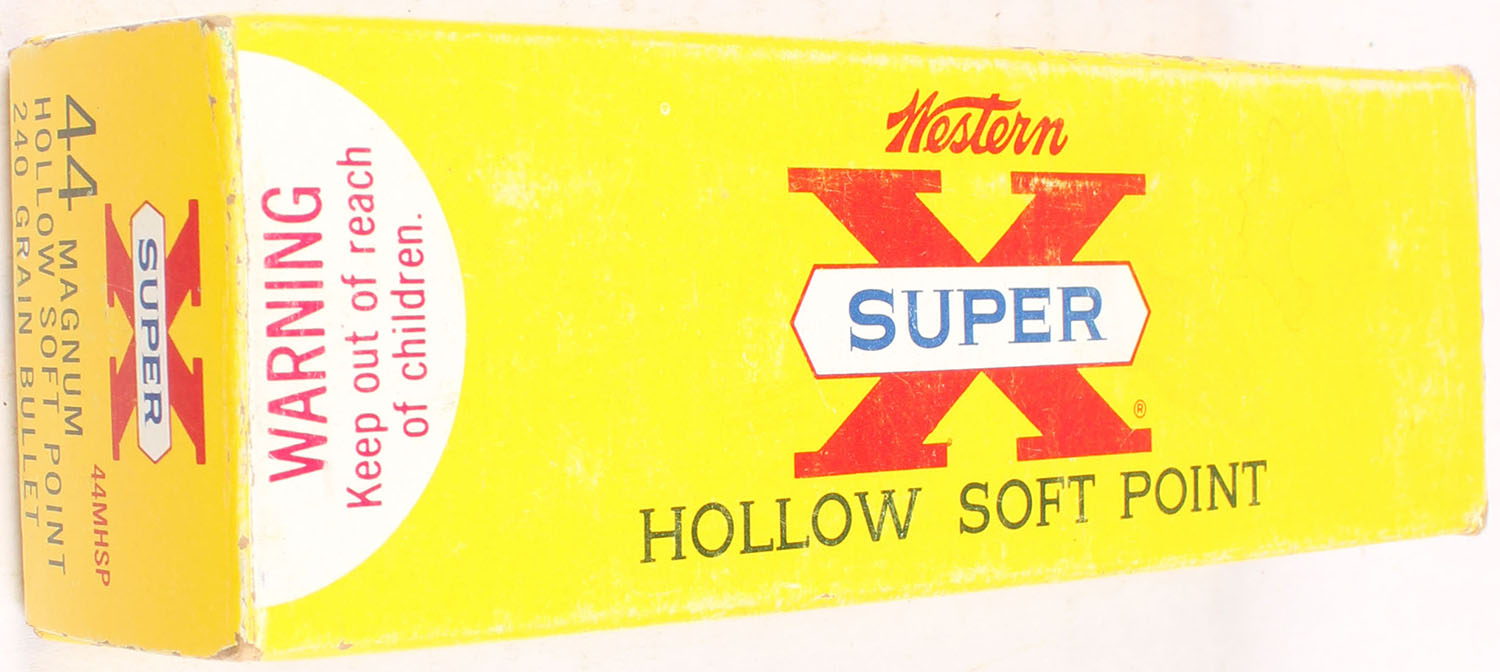 Western
X
SUPER
®
HOLLOW SOFT POINT
WARNING
Keep out of reach
of children.
44 MAGNUM
HOLLOW SOFT POINT
240 GRAIN BULLET
X
SUPER
44MHSP